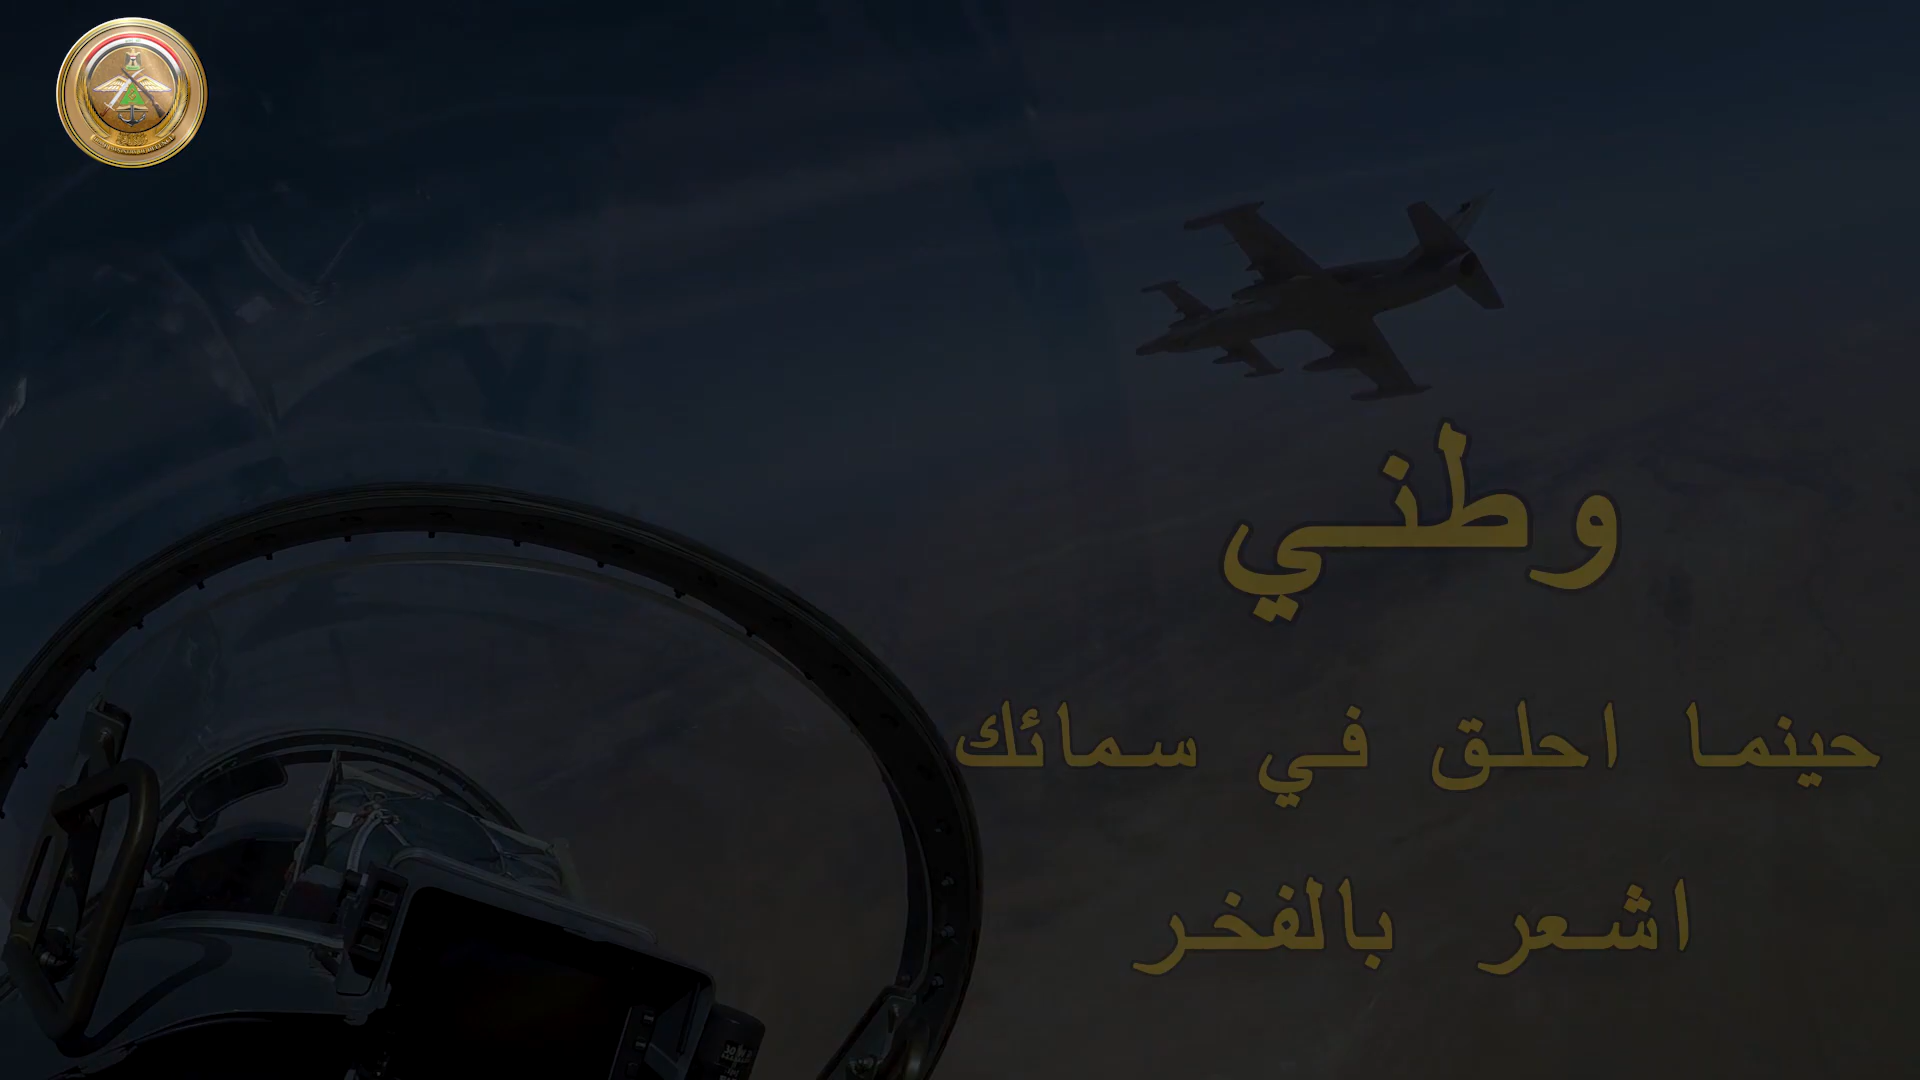 وطني
حينما احلق في سمائك
اشعر بالفخر